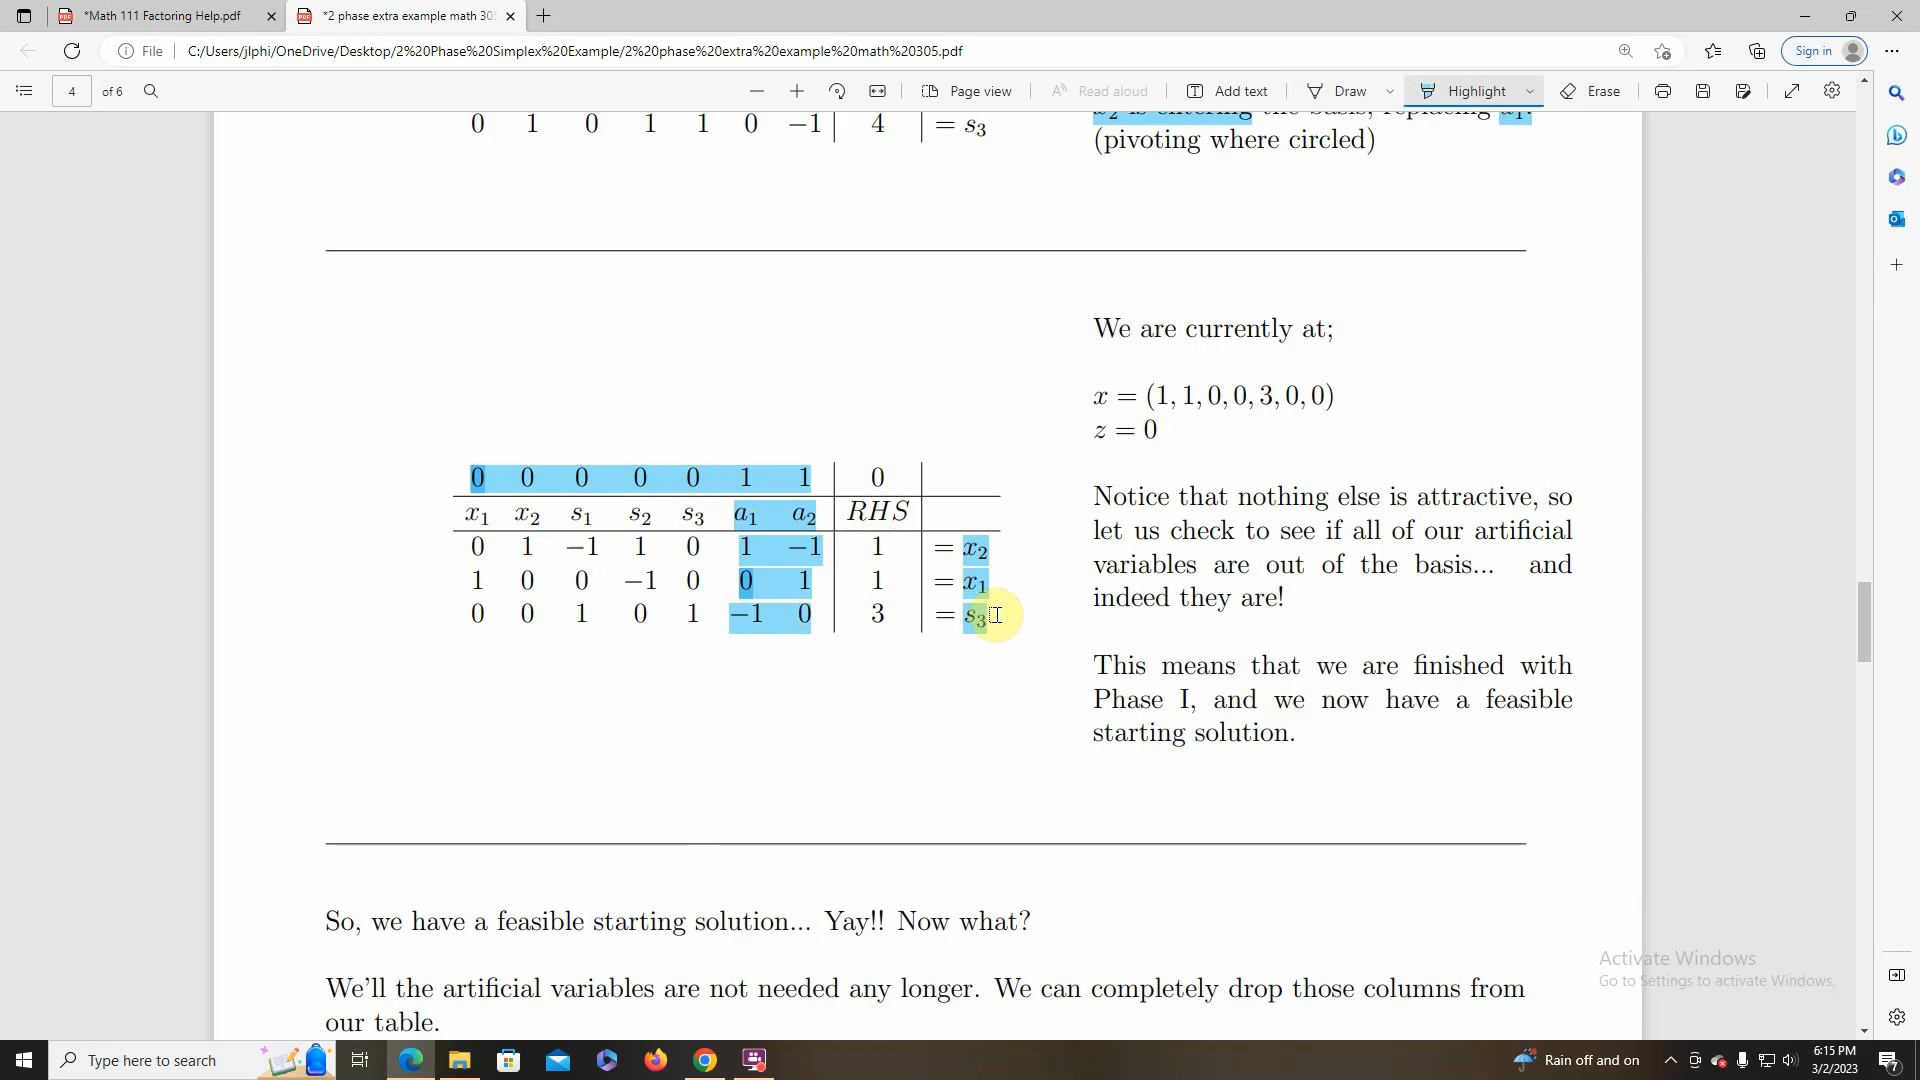 *Math 111 Factoring Help.pdf
*2 phase extra example math 305
File
C:/Users/jlphi/OneDrive/Desktop/2%20Phase%20Simplex%20Example/2%20phase%20extra%20example%20math%20305.pdf
Sign in
4 of 6
Page view
Read aloud
Add text
Draw
Highlight
Erase
0 1 0 1 1 0 −1 4 = s₃
x₂ is entering the basis, replacing a₁.
(pivoting where circled)
We are currently at;
x = (1, 1, 0, 0, 3, 0, 0)
z = 0
0 0 0 0 0 1 1 0
x₁ x₂ s₁ s₂ s₃ a₁ a₂ RHS
0 1 −1 1 0 1 −1 1 = x₂
1 0 0 −1 0 0 1 1 = x₁
0 0 1 0 1 −1 0 3 = s₃
Notice that nothing else is attractive, so
let us check to see if all of our artificial
variables are out of the basis... and
indeed they are!
This means that we are finished with
Phase I, and we now have a feasible
starting solution.
So, we have a feasible starting solution... Yay!! Now what?
We'll the artificial variables are not needed any longer. We can completely drop those columns from
our table.
Activate Windows
Go to Settings to activate Windows.
Type here to search
Rain off and on
6:15 PM
3/2/2023
7